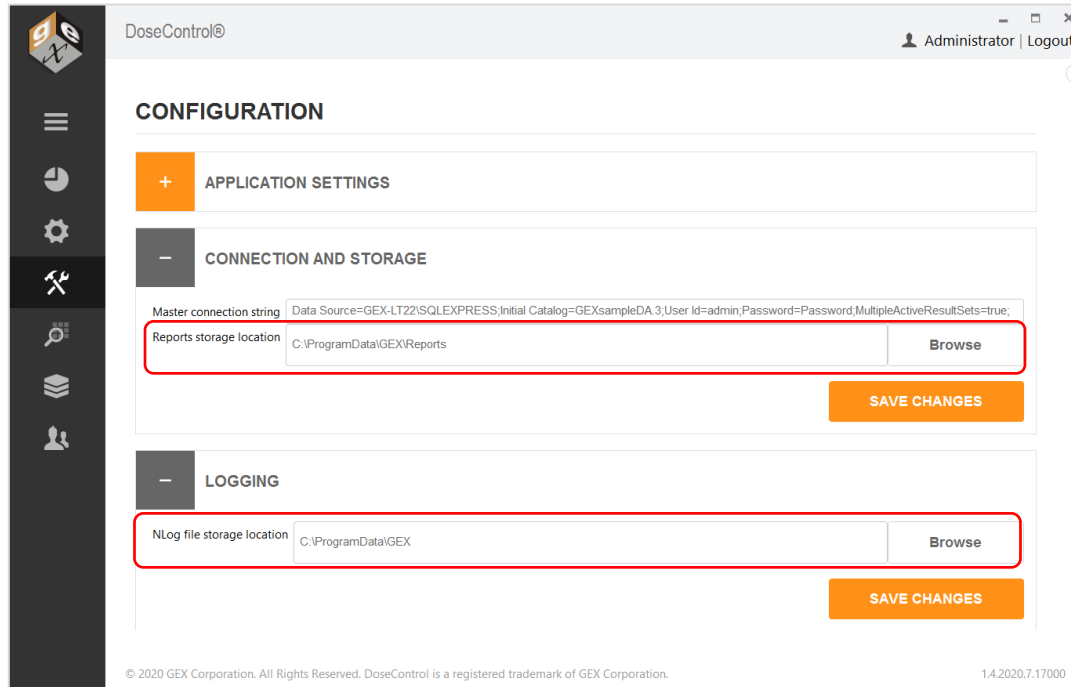 gex
DoseControl®
Administrator | Logout
CONFIGURATION
+ APPLICATION SETTINGS
− CONNECTION AND STORAGE
Master connection string Data Source=GEX-LT22\SQLEXPRESS;Initial Catalog=GEXsampleDA.3;User Id=admin;Password=Password;MultipleActiveResultSets=true;
Reports storage location C:\ProgramData\GEX\Reports Browse
SAVE CHANGES
− LOGGING
NLog file storage location C:\ProgramData\GEX Browse
SAVE CHANGES
© 2020 GEX Corporation. All Rights Reserved. DoseControl is a registered trademark of GEX Corporation. 1.4.2020.7.17000